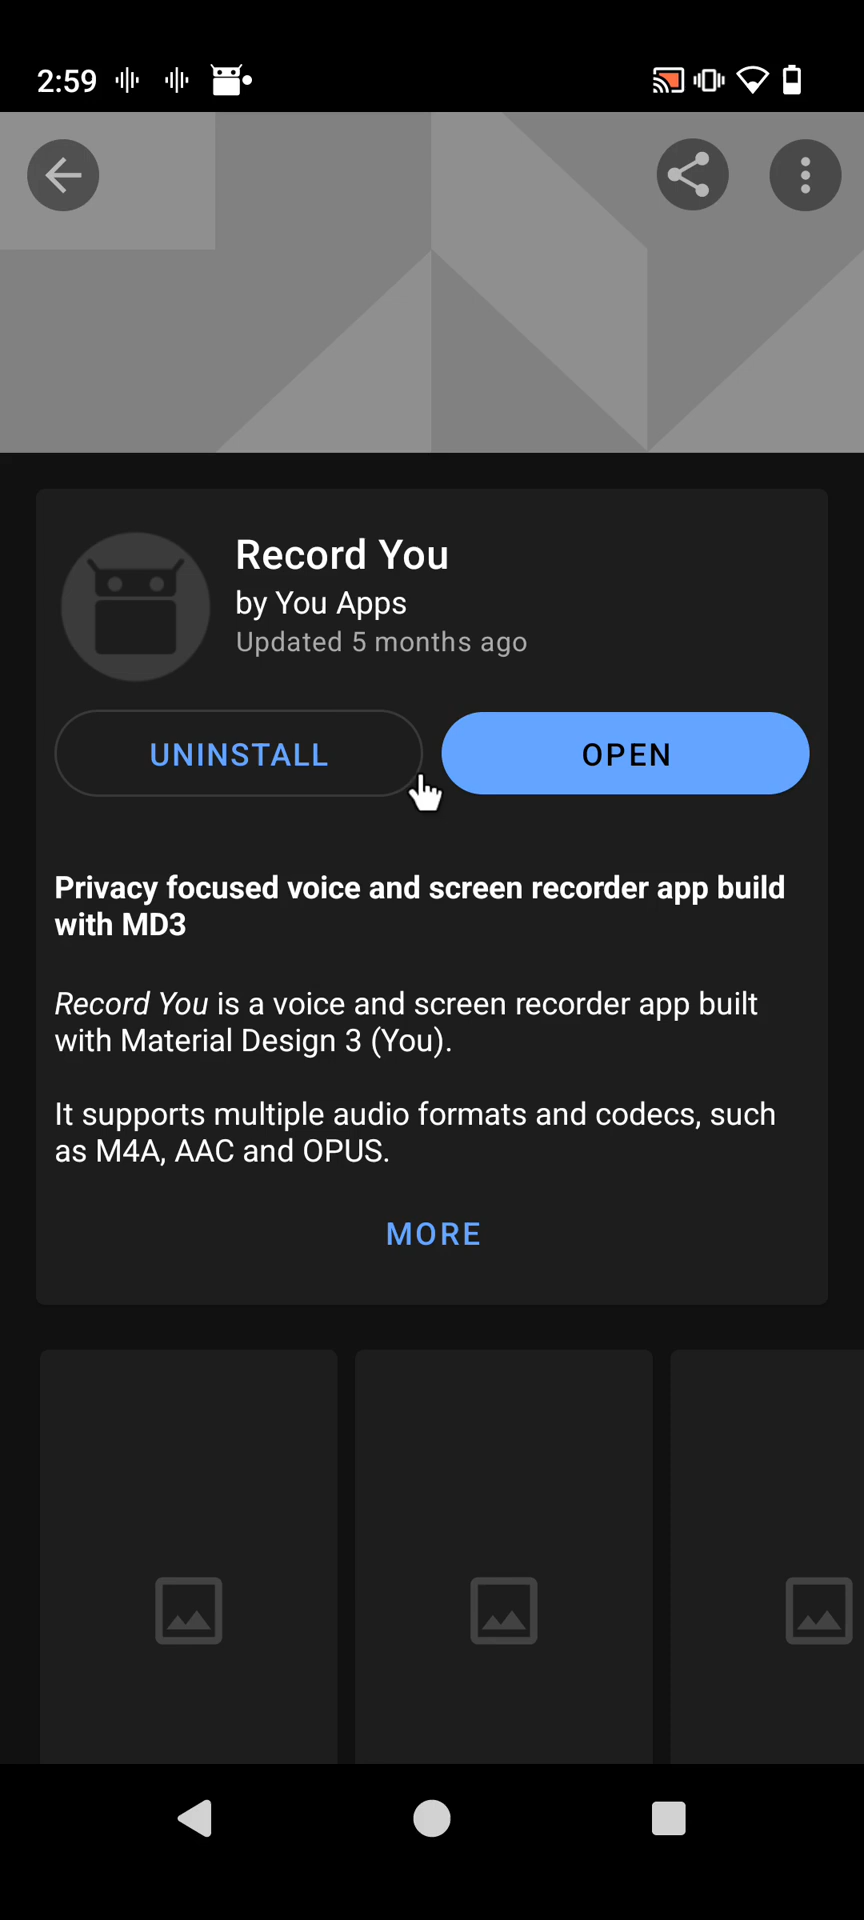 2:59
Record You
by You Apps
Updated 5 months ago
UNINSTALL
OPEN
Privacy focused voice and screen recorder app build
with MD3
Record You is a voice and screen recorder app built
with Material Design 3 (You).
It supports multiple audio formats and codecs, such
as M4A, AAC and OPUS.
MORE